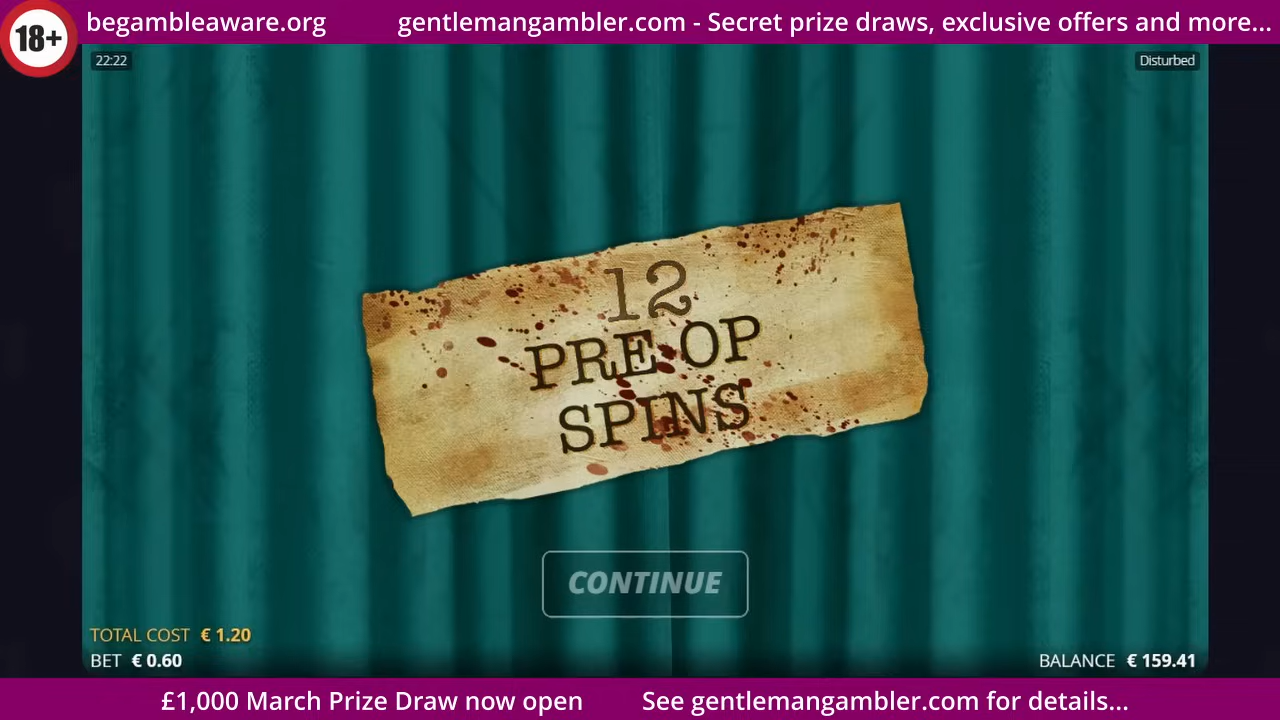 18+
begambleaware.org
gentlemangambler.com - Secret prize draws, exclusive offers and more...
22:22
Disturbed
12
PRE OP
SPINS
CONTINUE
TOTAL COST € 1.20
BET € 0.60
BALANCE € 159.41
£1,000 March Prize Draw now open
See gentlemangambler.com for details...